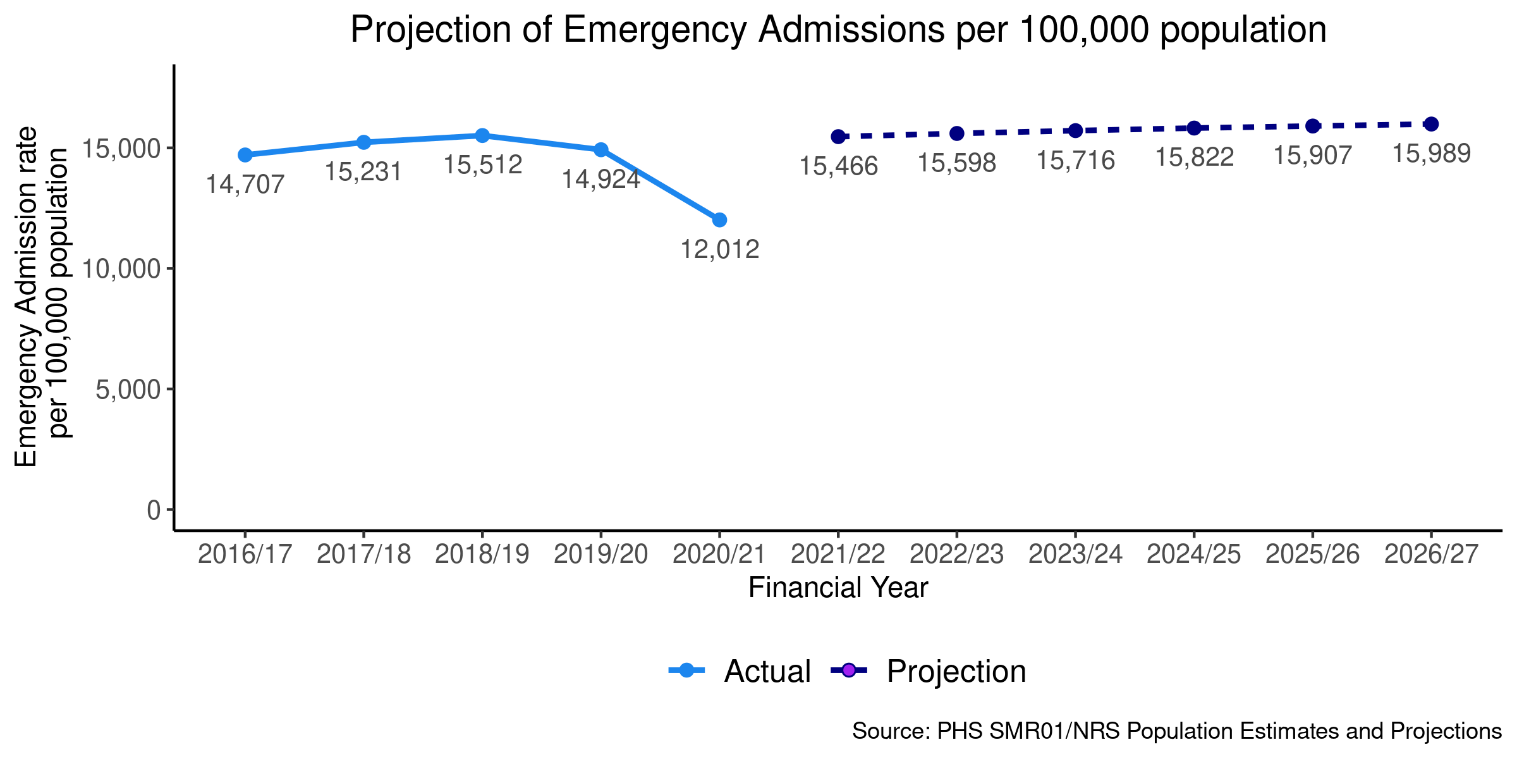 Projection of Emergency Admissions per 100,000 population
Emergency Admission rate
per 100,000 population
15,000
10,000
5,000
0
14,707
15,231
15,512
14,924
12,012
15,466
15,598
15,716
15,822
15,907
15,989
2016/17 2017/18 2018/19 2019/20 2020/21 2021/22 2022/23 2023/24 2024/25 2025/26 2026/27
Financial Year
Actual Projection
Source: PHS SMR01/NRS Population Estimates and Projections